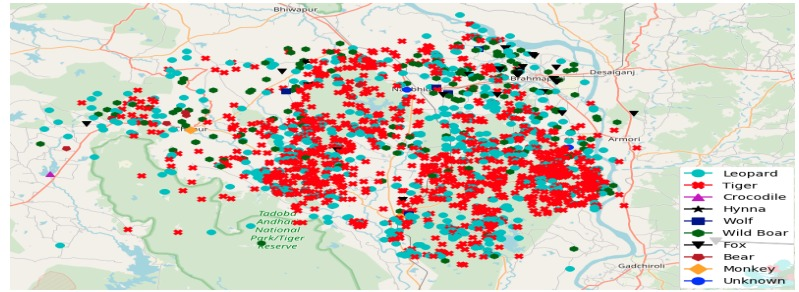 Bhiwapur
Desaiganj
Armori
Tadoba
Andhari
National
Park/Tiger
Reserve
Gadchiroli
Leopard
Tiger
Crocodile
Hynna
Wolf
Wild Boar
Fox
Bear
Monkey
Unknown